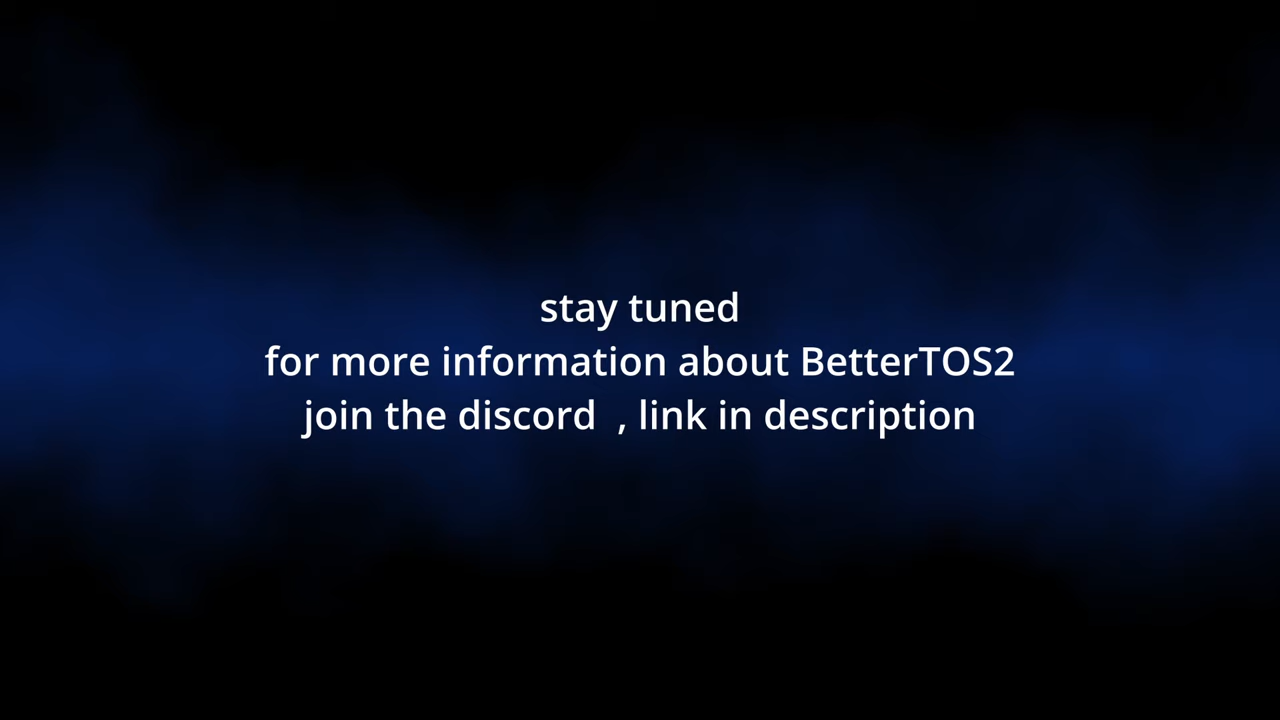 stay tuned
for more information about BetterTOS2
join the discord  , link in description